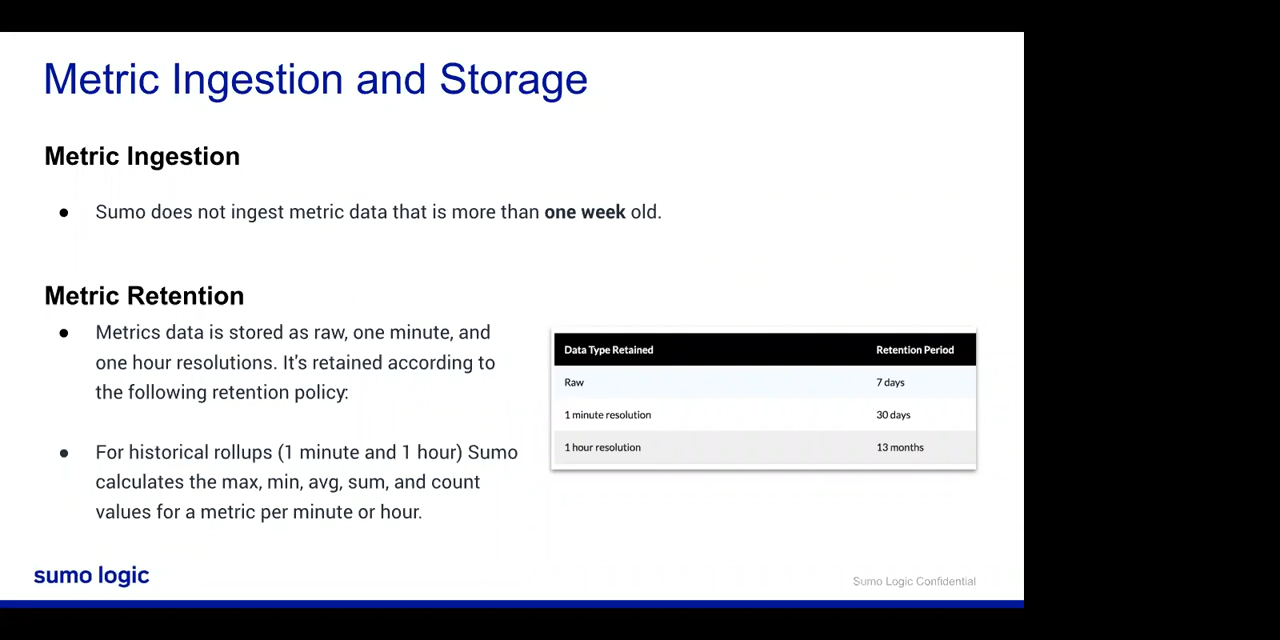 Metric Ingestion and Storage
Metric Ingestion
● Sumo does not ingest metric data that is more than one week old.
Metric Retention
● Metrics data is stored as raw, one minute, and
one hour resolutions. It's retained according to
the following retention policy:
● For historical rollups (1 minute and 1 hour) Sumo
calculates the max, min, avg, sum, and count
values for a metric per minute or hour.
Data Type Retained Retention Period
Raw 7 days
1 minute resolution 30 days
1 hour resolution 13 months
sumo logic
Sumo Logic Confidential